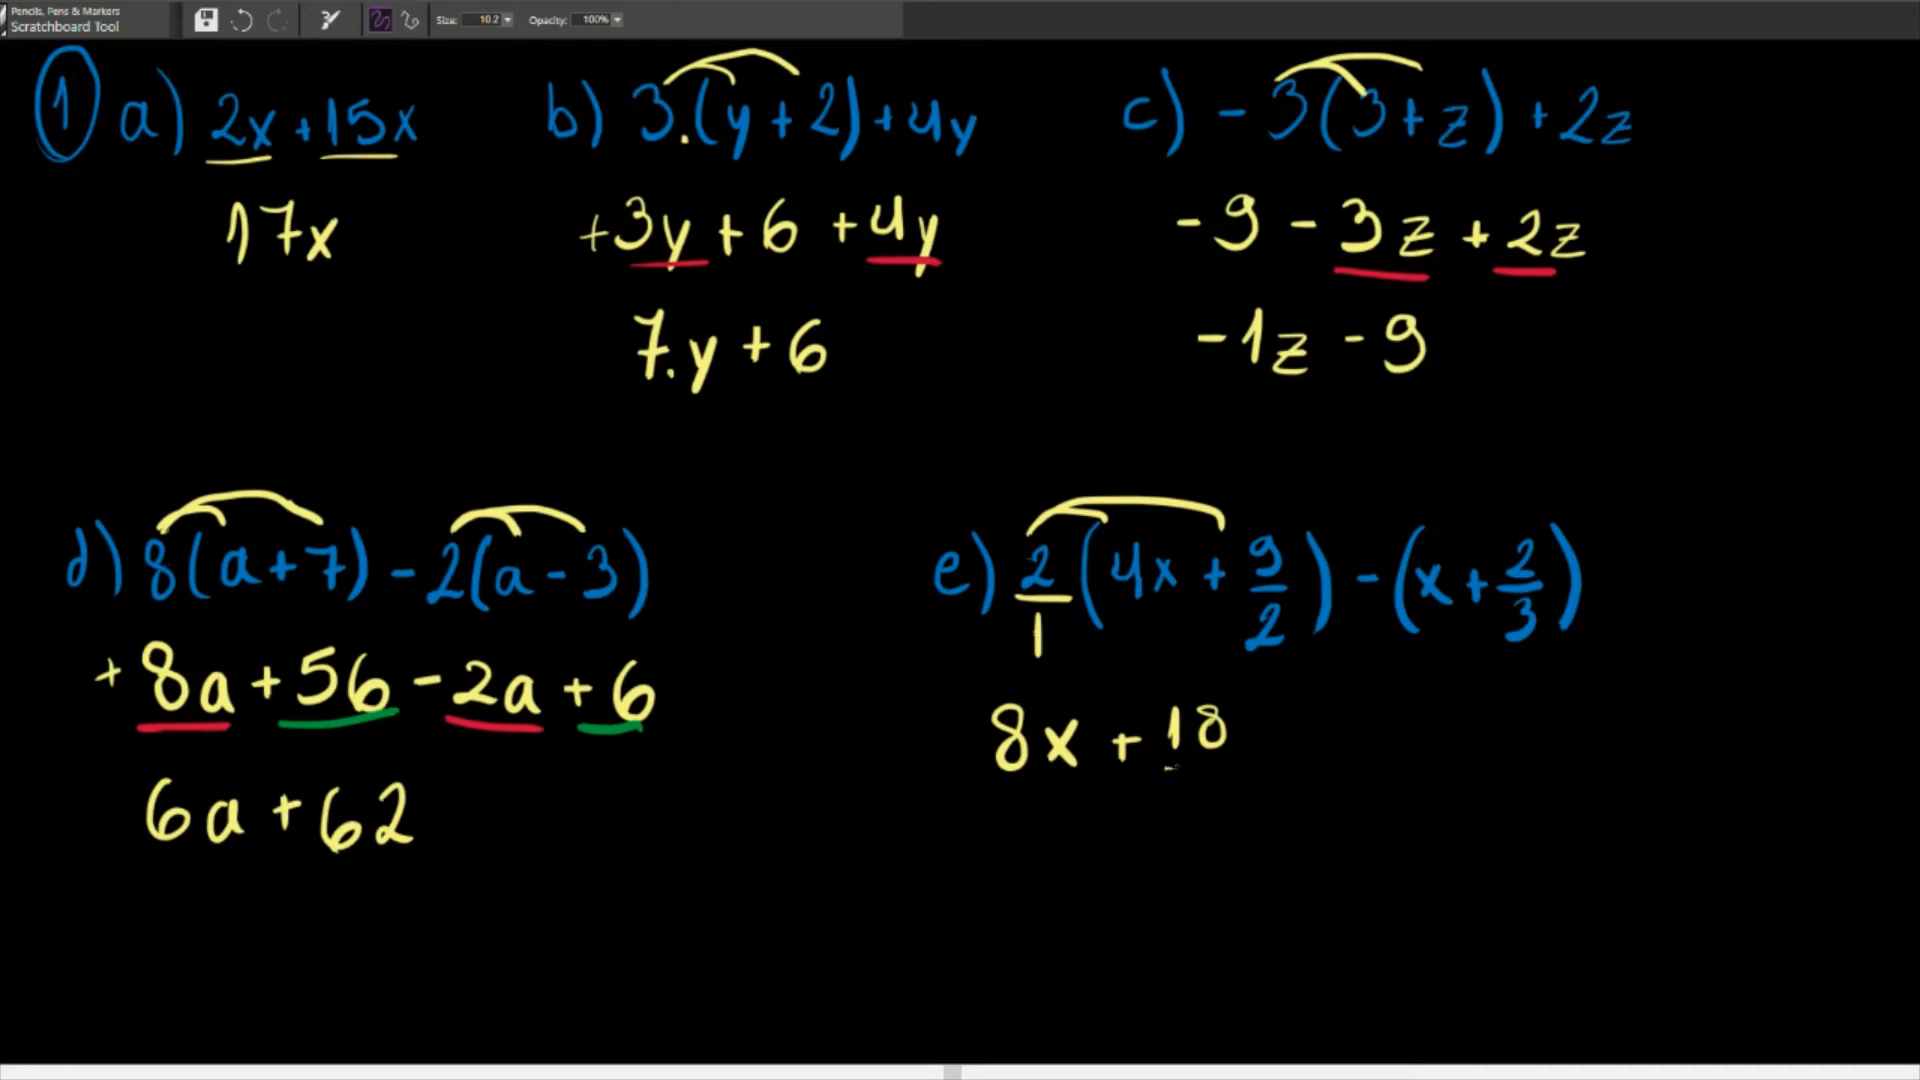 Pencils, Pens & Markers
Scratchboard Tool
Size: 10.2 Opacity: 100%
1 a) 2x + 15x
17x
b) 3.(y + 2) + 4y
+3y + 6 + 4y
7.y + 6
c) - 3(3 + z) + 2z
- 9 - 3z + 2z
- 1z - 9
d) 8(a + 7) - 2(a - 3)
+ 8a + 56 - 2a + 6
6a + 62
e) 2/1 (4x + 9/2) - (x + 2/3)
8x + 18